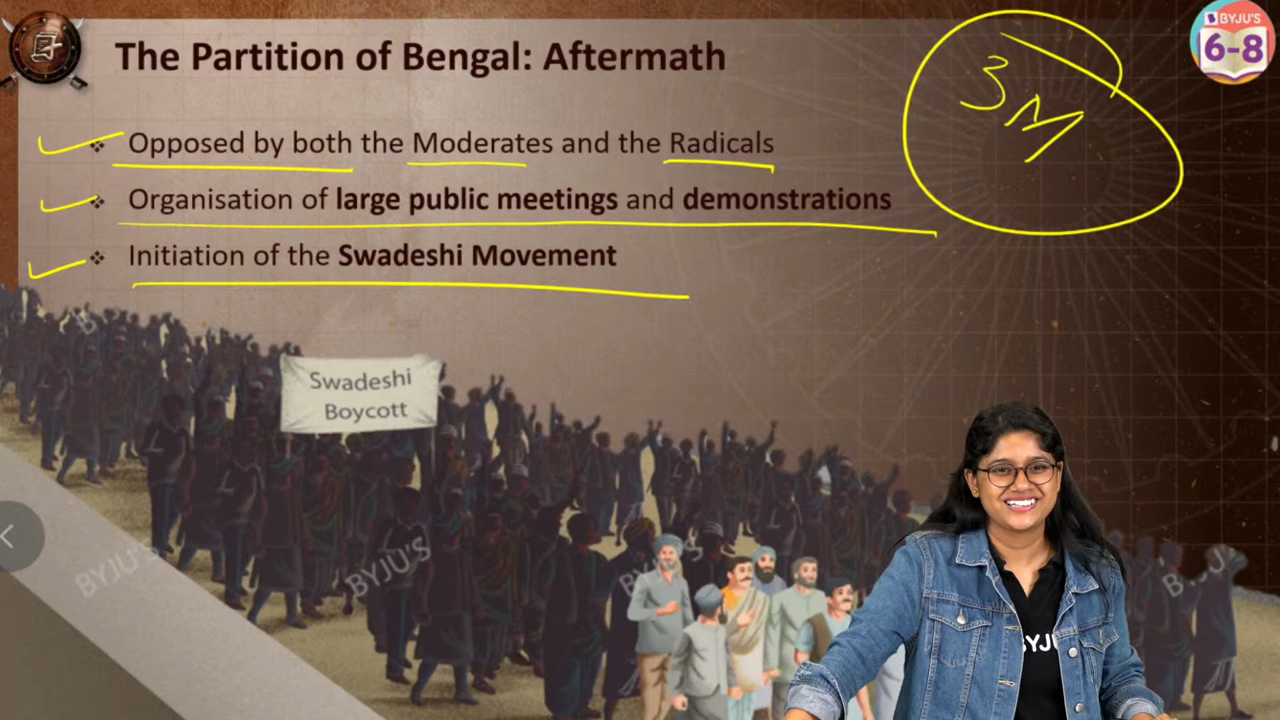 The Partition of Bengal: Aftermath
BYJU'S
6-8
3M
❖ Opposed by both the Moderates and the Radicals
❖ Organisation of large public meetings and demonstrations
❖ Initiation of the Swadeshi Movement
Swadeshi
Boycott
BYJU'S
BYJU'S
BYJU